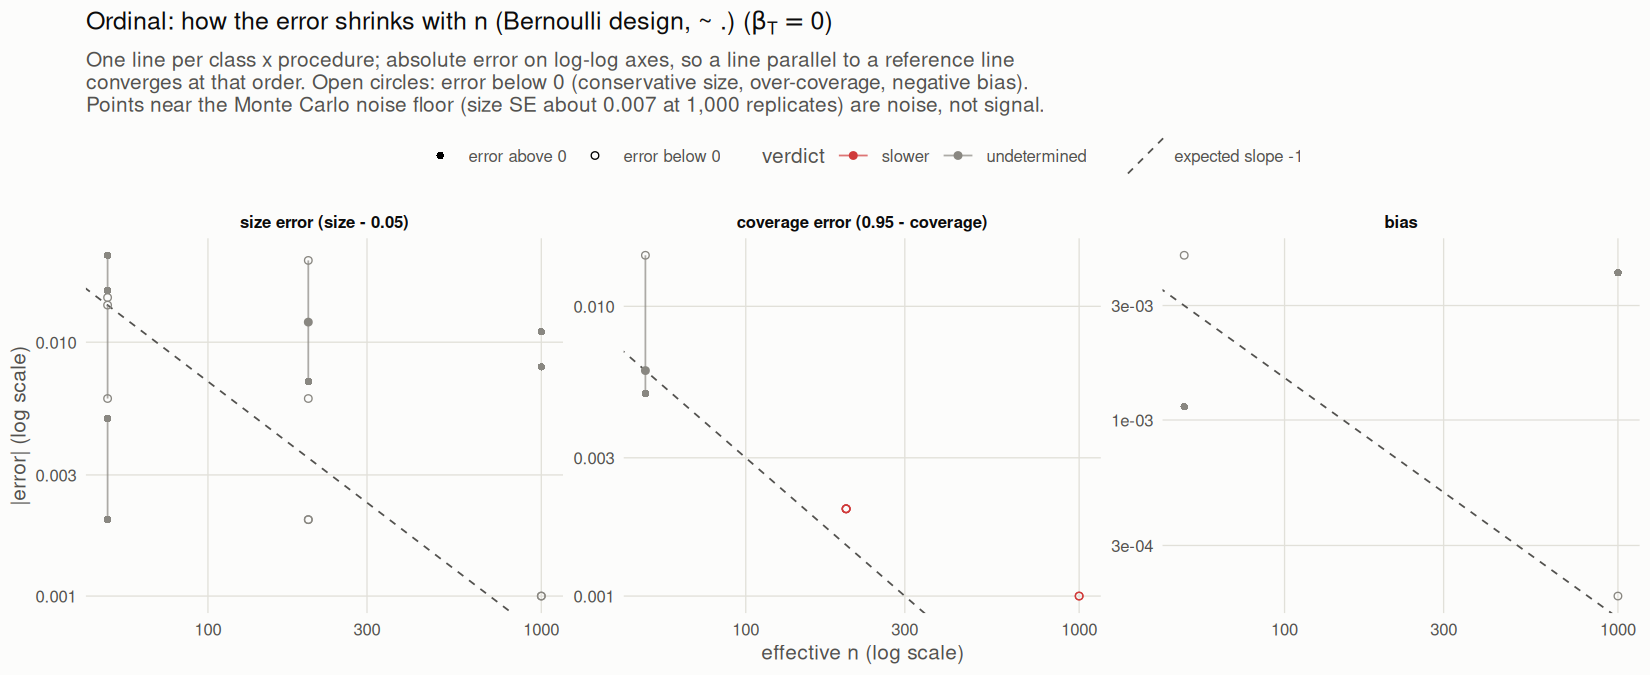 Ordinal: how the error shrinks with n (Bernoulli design, ~ .) (βT = 0)
One line per class x procedure; absolute error on log-log axes, so a line parallel to a reference line
converges at that order. Open circles: error below 0 (conservative size, over-coverage, negative bias).
Points near the Monte Carlo noise floor (size SE about 0.007 at 1,000 replicates) are noise, not signal.
error above 0 error below 0 verdict slower undetermined expected slope -1
size error (size - 0.05) coverage error (0.95 - coverage) bias
|error| (log scale)
0.010
0.003
0.001
0.010
0.003
0.001
3e-03
1e-03
3e-04
100 300 1000 100 300 1000 100 300 1000
effective n (log scale)